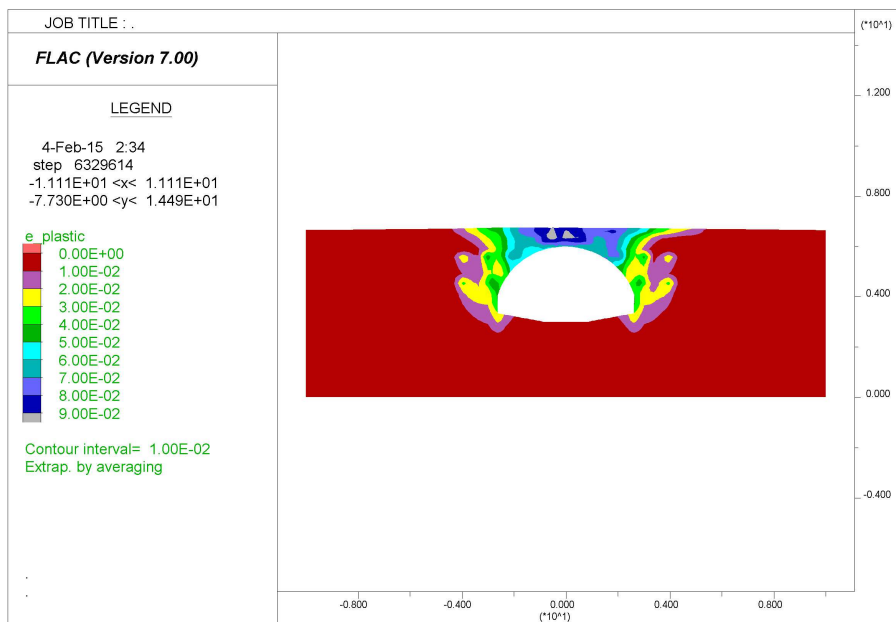 JOB TITLE : .
FLAC (Version 7.00)
LEGEND
4-Feb-15 2:34
step 6329614
-1.111E+01 <x< 1.111E+01
-7.730E+00 <y< 1.449E+01
e_plastic
0.00E+00
1.00E-02
2.00E-02
3.00E-02
4.00E-02
5.00E-02
6.00E-02
7.00E-02
8.00E-02
9.00E-02
Contour interval= 1.00E-02
Extrap. by averaging
.
.
(*10^1)
1.200
0.800
0.400
0.000
-0.400
-0.800
-0.400
0.000
0.400
0.800
(*10^1)